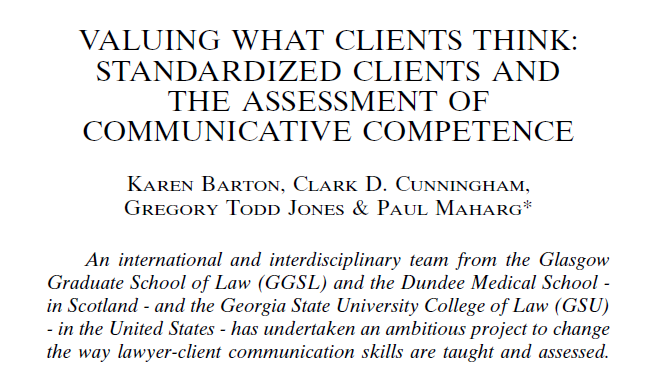 VALUING WHAT CLIENTS THINK:
STANDARDIZED CLIENTS AND
THE ASSESSMENT OF
COMMUNICATIVE COMPETENCE
KAREN BARTON, CLARK D. CUNNINGHAM,
GREGORY TODD JONES & PAUL MAHARG*
An international and interdisciplinary team from the Glasgow
Graduate School of Law (GGSL) and the Dundee Medical School -
in Scotland - and the Georgia State University College of Law (GSU)
- in the United States - has undertaken an ambitious project to change
the way lawyer-client communication skills are taught and assessed.